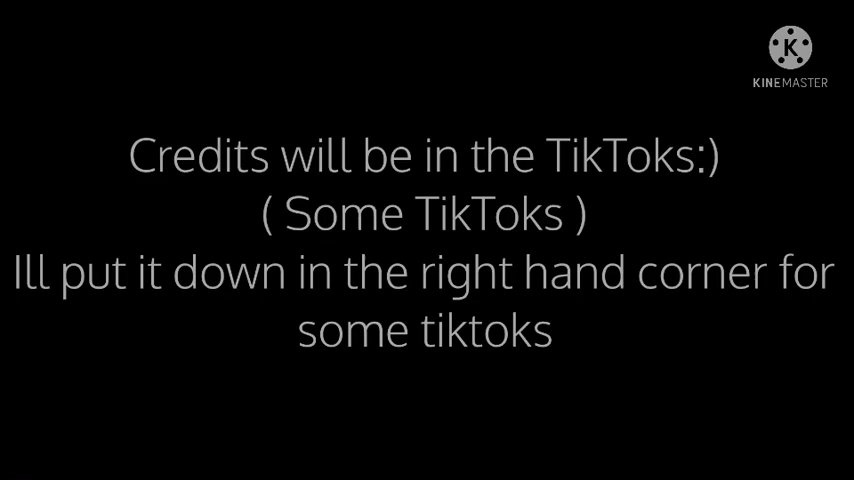 K
KINEMASTER
Credits will be in the TikToks:)
( Some TikToks )
Ill put it down in the right hand corner for
some tiktoks